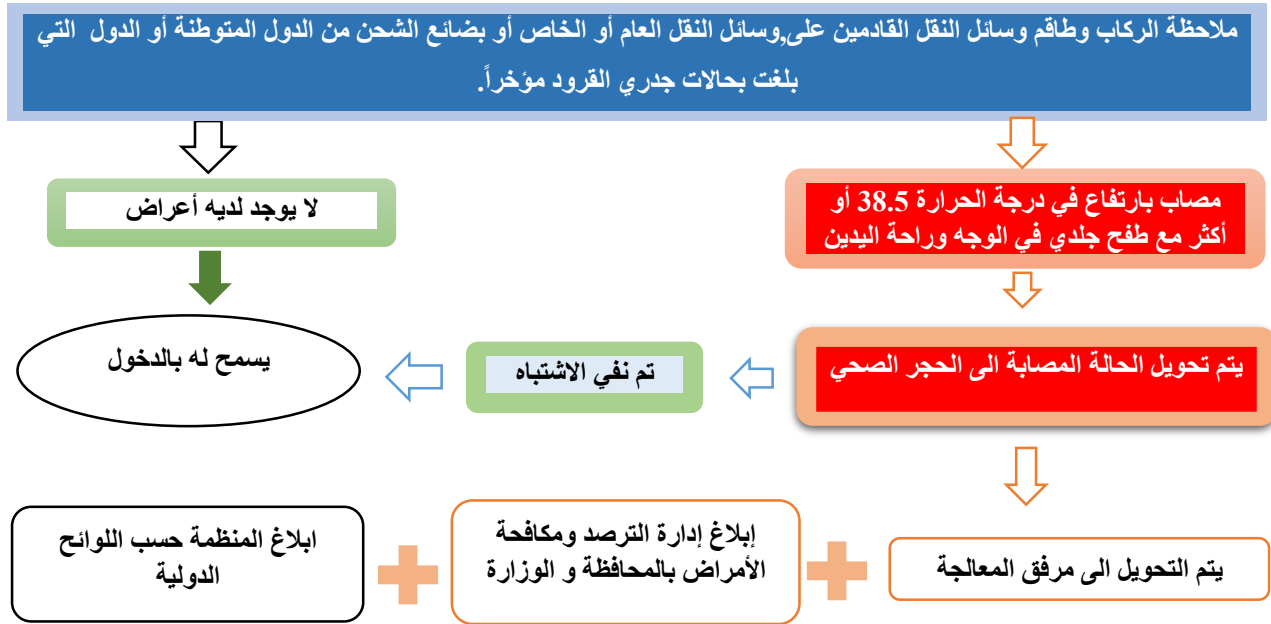 ملاحظة الركاب وطاقم وسائل النقل القادمين على,وسائل النقل العام أو الخاص أو بضائع الشحن من الدول المتوطنة أو الدول التي
بلغت بحالات جدري القرود مؤخراً.
مصاب بارتفاع في درجة الحرارة 38.5 أو
أكثر مع طفح جلدي في الوجه وراحة اليدين
لا يوجد لديه أعراض
يتم تحويل الحالة المصابة الى الحجر الصحي
تم نفي الاشتباه
يسمح له بالدخول
يتم التحويل الى مرفق المعالجة
إبلاغ إدارة الترصد ومكافحة
الأمراض بالمحافظة و الوزارة
ابلاغ المنظمة حسب اللوائح
الدولية